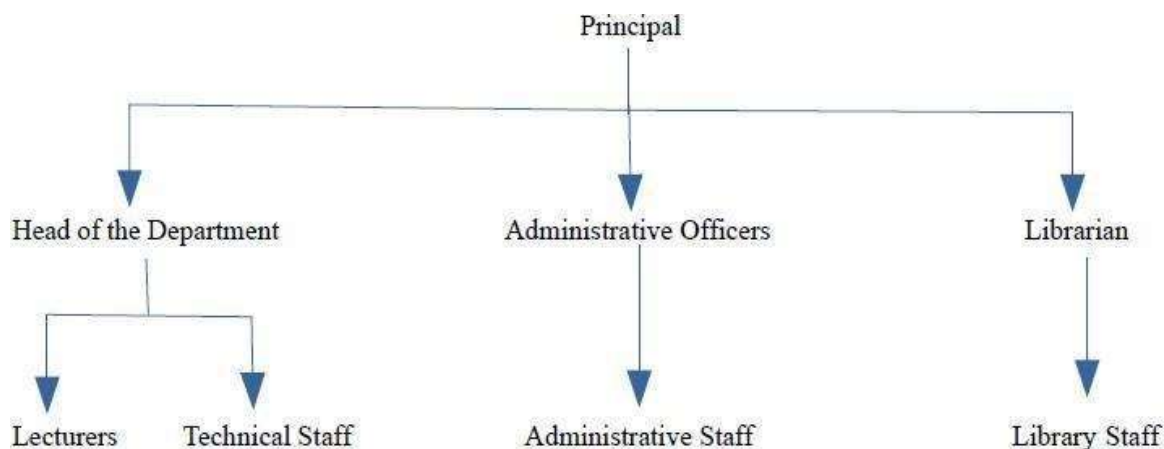 Principal
Head of the Department
Administrative Officers
Librarian
Lecturers
Technical Staff
Administrative Staff
Library Staff